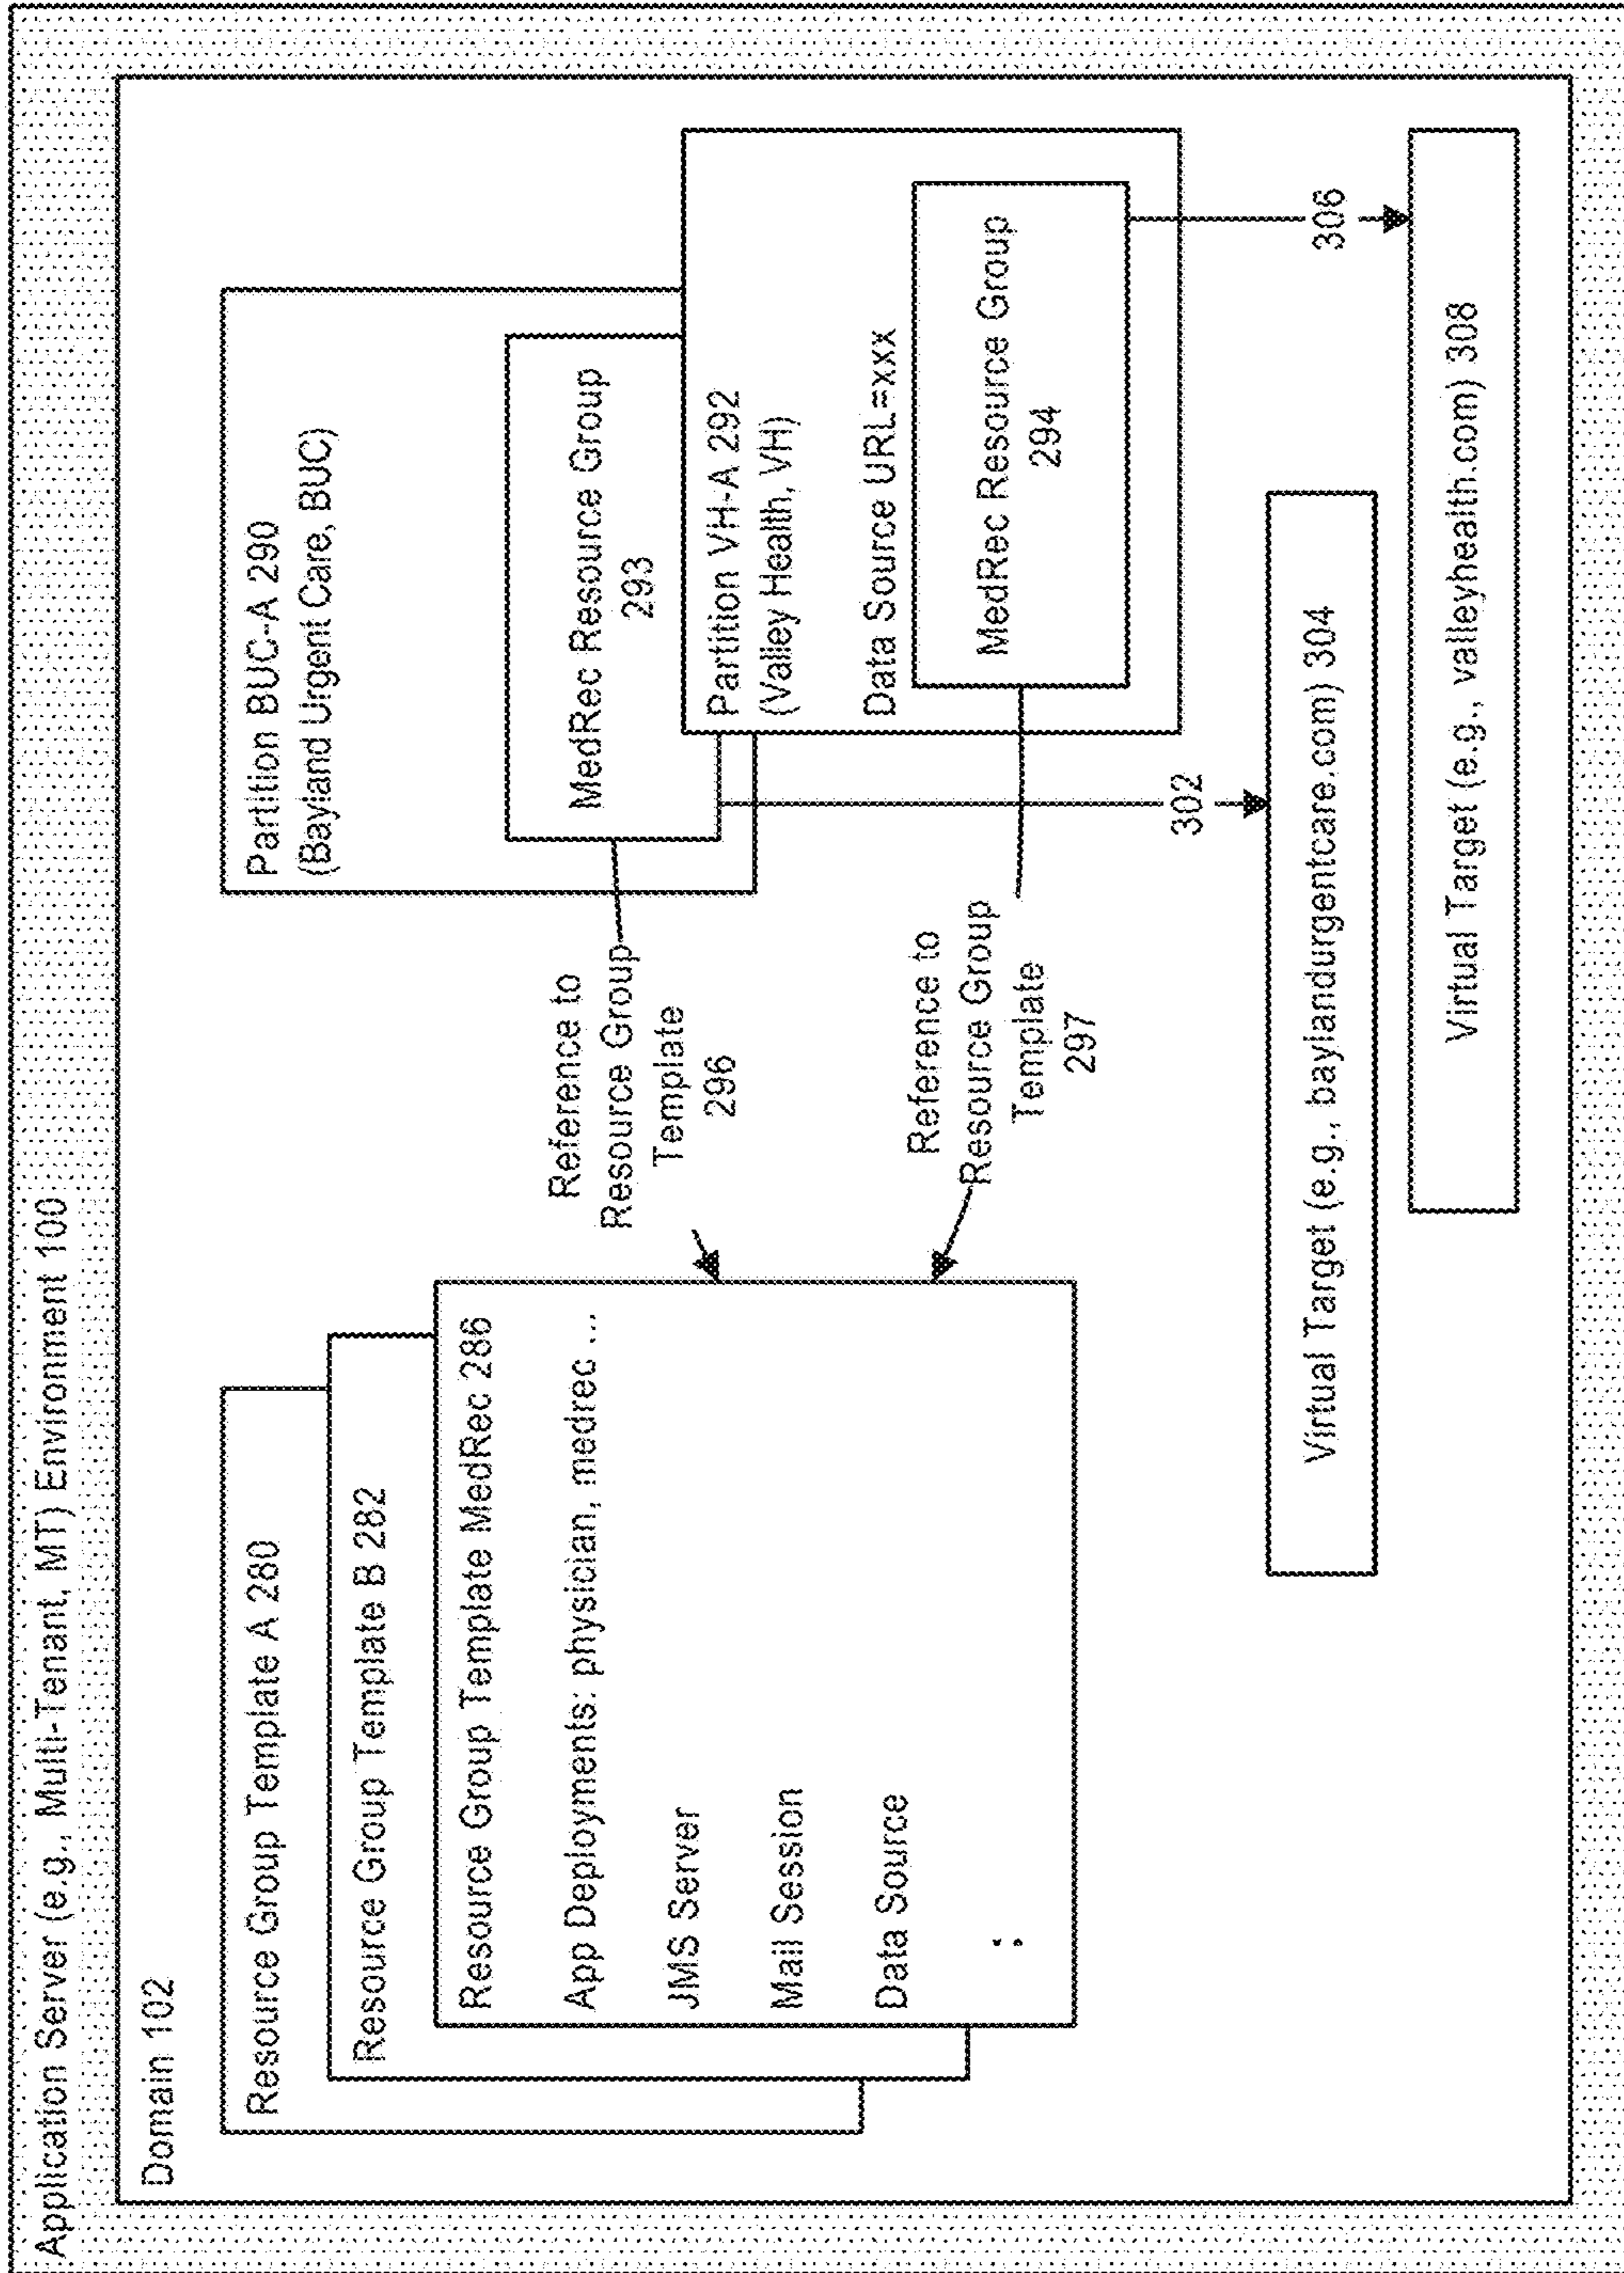 Application Server (e.g., Multi-Tenant, MT) Environment 100
Domain 102
Resource Group Template A 280
Resource Group Template B 282
Resource Group Template MedRec 286
App Deployments: physician, medrec ...
JMS Server
Mail Session
Data Source
:
Reference to
Resource Group
Template
296
Reference to
Resource Group
Template
297
Partition BUC-A 290
(Bayland Urgent Care, BUC)
MedRec Resource Group
293
Partition VH-A 292
(Valley Health, VH)
Data Source URL=xxx
MedRec Resource Group
294
302
306
Virtual Target (e.g., baylandurgentcare.com) 304
Virtual Target (e.g., valleyhealth.com) 308